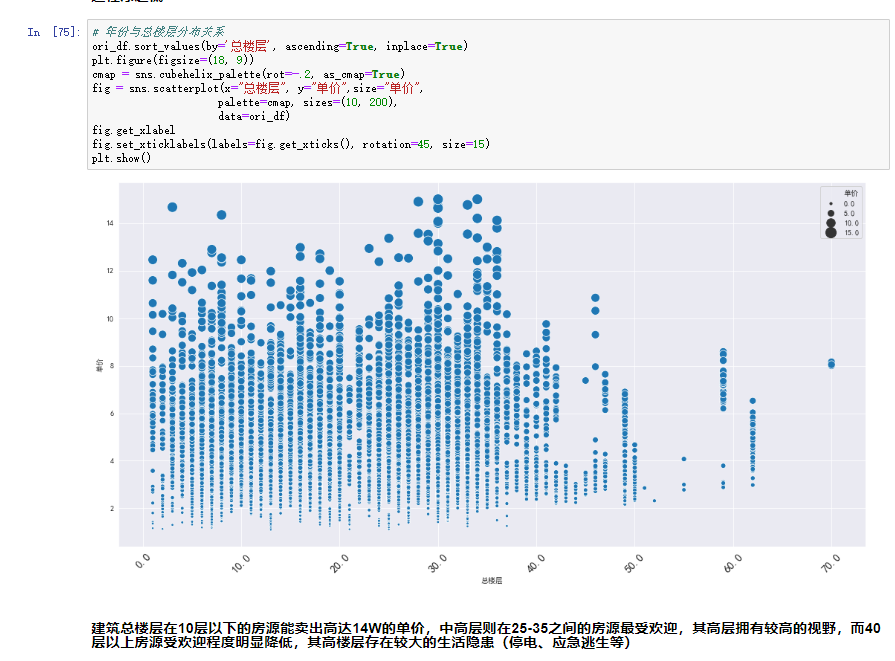 In [75]:
# 年份与总楼层分布关系
ori_df.sort_values(by='总楼层', ascending=True, inplace=True)
plt.figure(figsize=(18, 9))
cmap = sns.cubehelix_palette(rot=-.2, as_cmap=True)
fig = sns.scatterplot(x="总楼层", y="单价",size="单价",
palette=cmap, sizes=(10, 200),
data=ori_df)
fig.get_xlabel
fig.set_xticklabels(labels=fig.get_xticks(), rotation=45, size=15)
plt.show()
单价
0.0
5.0
10.0
15.0
14
12
10
8
6
4
2
单价
0.0 10.0 20.0 30.0 40.0 50.0 60.0 70.0
总楼层
建筑总楼层在10层以下的房源能卖出高达14W的单价，中高层则在25-35之间的房源最受欢迎，其高层拥有较高的视野，而40
层以上房源受欢迎程度明显降低，其高楼层存在较大的生活隐患（停电、应急逃生等）